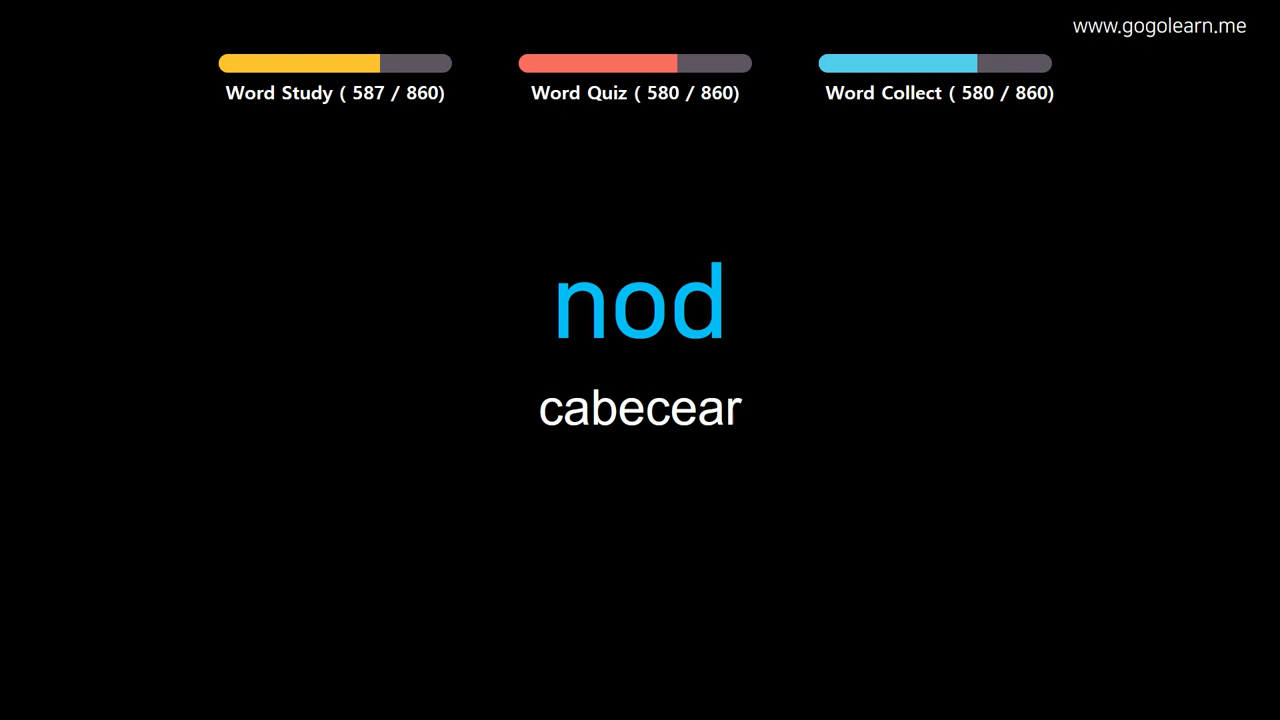 www.gogolearn.me
Word Study ( 587 / 860)
Word Quiz ( 580 / 860)
Word Collect ( 580 / 860)
nod
cabecear